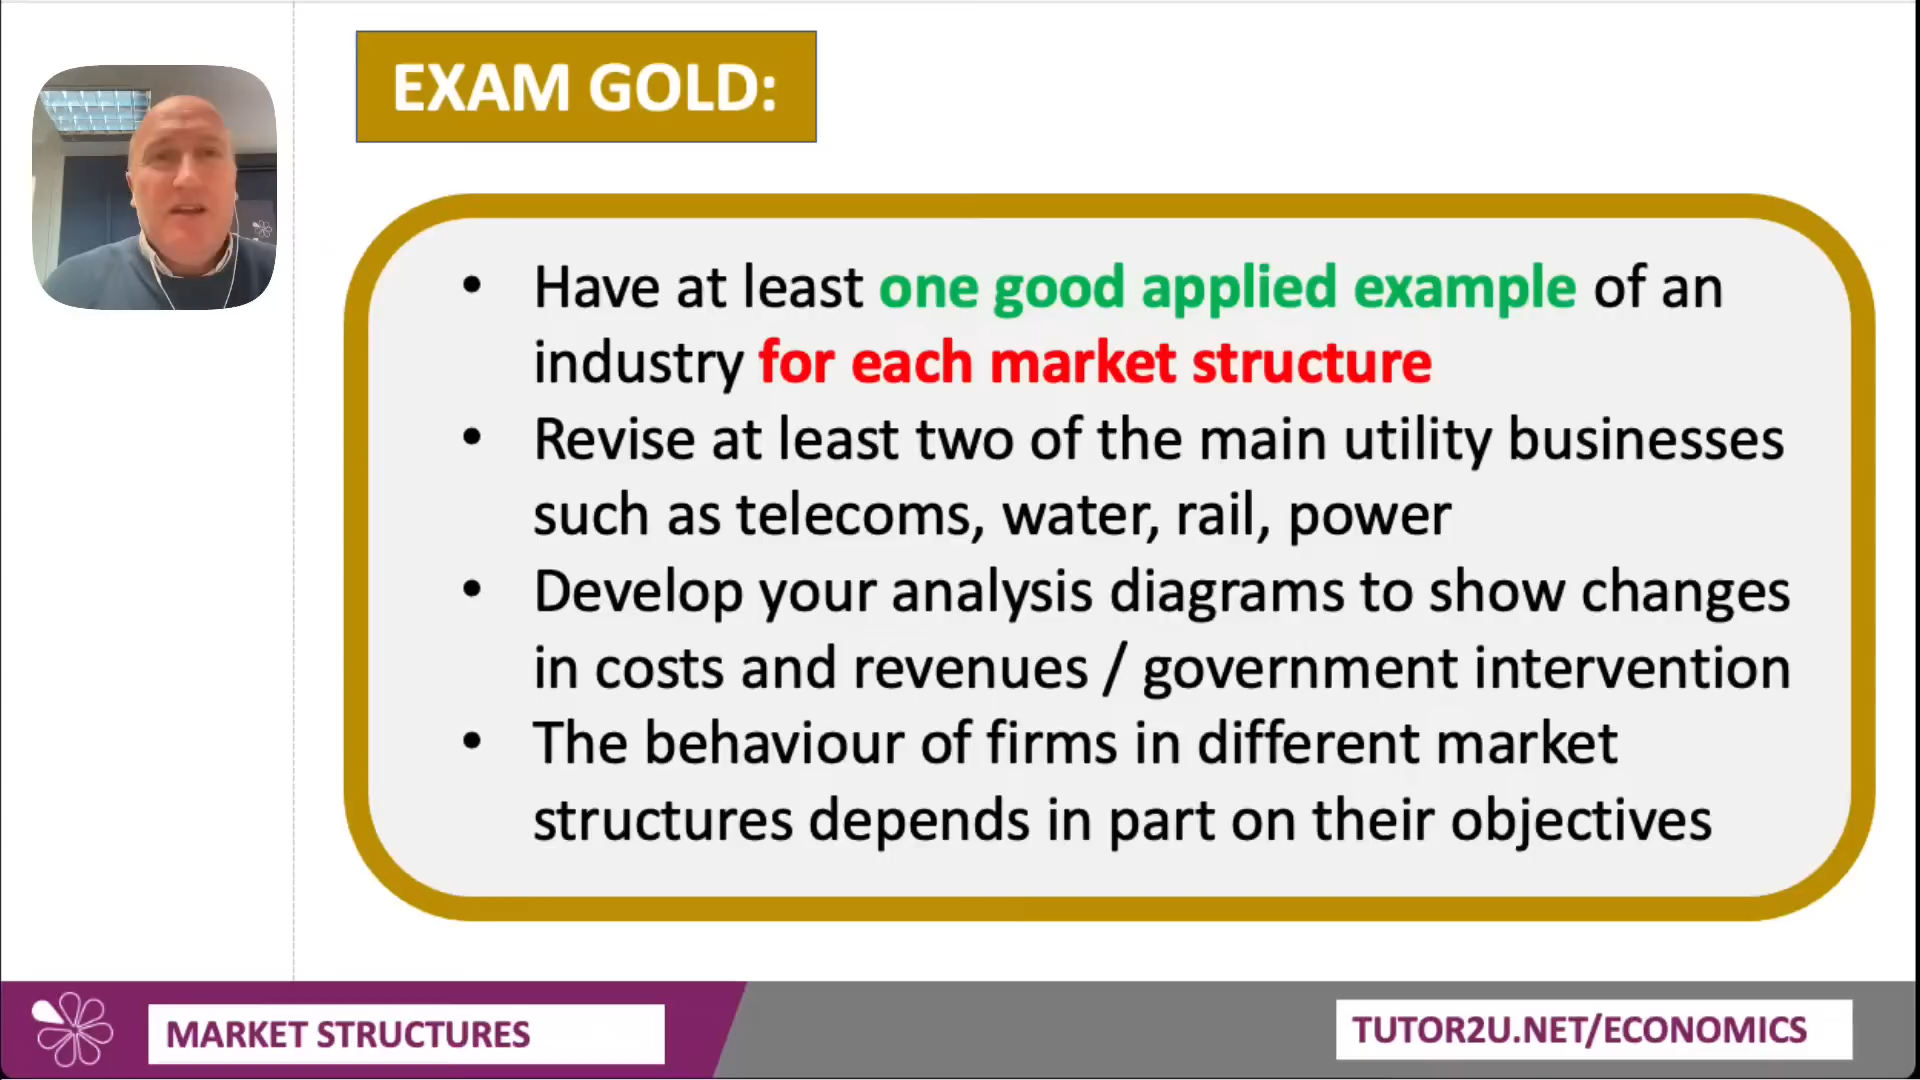 EXAM GOLD:
• Have at least one good applied example of an
industry for each market structure
• Revise at least two of the main utility businesses
such as telecoms, water, rail, power
• Develop your analysis diagrams to show changes
in costs and revenues / government intervention
• The behaviour of firms in different market
structures depends in part on their objectives
MARKET STRUCTURES
TUTOR2U.NET/ECONOMICS